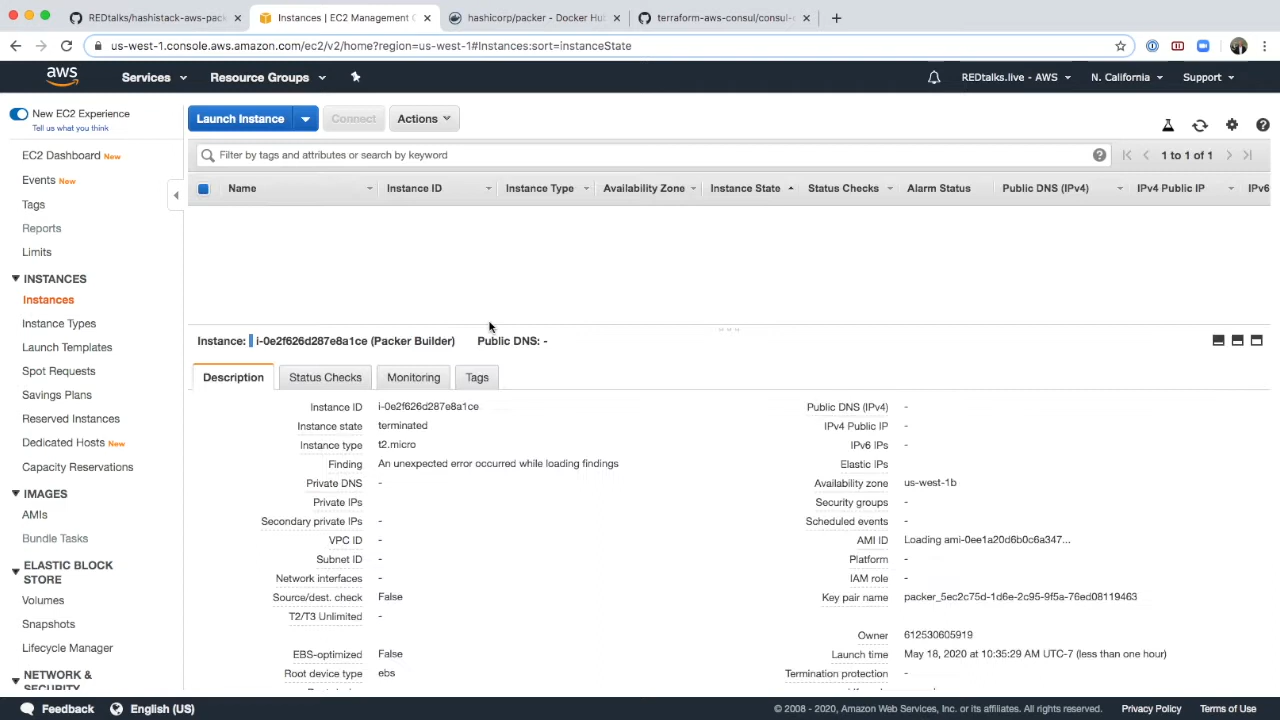 REDtalks/hashistack-aws-pack
Instances | EC2 Management C
hashicorp/packer - Docker Hub
terraform-aws-consul/consul-
us-west-1.console.aws.amazon.com/ec2/v2/home?region=us-west-1#Instances:sort=instanceState
aws Services Resource Groups REDtalks.live - AWS N. California Support
New EC2 Experience
Tell us what you think
EC2 Dashboard New
Events New
Tags
Reports
Limits
INSTANCES
Instances
Instance Types
Launch Templates
Spot Requests
Savings Plans
Reserved Instances
Dedicated Hosts New
Capacity Reservations
IMAGES
AMIs
Bundle Tasks
ELASTIC BLOCK
STORE
Volumes
Snapshots
Lifecycle Manager
NETWORK &
SECURITY
Launch Instance Connect Actions
Filter by tags and attributes or search by keyword
1 to 1 of 1
Name Instance ID Instance Type Availability Zone Instance State Status Checks Alarm Status Public DNS (IPv4) IPv4 Public IP IPv6
Instance: i-0e2f626d287e8a1ce (Packer Builder) Public DNS: -
Description Status Checks Monitoring Tags
Instance ID i-0e2f626d287e8a1ce
Instance state terminated
Instance type t2.micro
Finding An unexpected error occurred while loading findings
Private DNS -
Private IPs
Secondary private IPs -
VPC ID -
Subnet ID -
Network interfaces -
Source/dest. check False
T2/T3 Unlimited -
EBS-optimized False
Root device type ebs
Public DNS (IPv4) -
IPv4 Public IP -
IPv6 IPs -
Elastic IPs
Availability zone us-west-1b
Security groups -
Scheduled events -
AMI ID Loading ami-0ee1a20d6b0c6a347...
Platform -
IAM role -
Key pair name packer_5ec2c75d-1d6e-2c95-9f5a-76ed08119463
Owner 612530605919
Launch time May 18, 2020 at 10:35:29 AM UTC-7 (less than one hour)
Termination protection -
Feedback English (US) © 2008 - 2020, Amazon Web Services, Inc. or its affiliates. All rights reserved. Privacy Policy Terms of Use